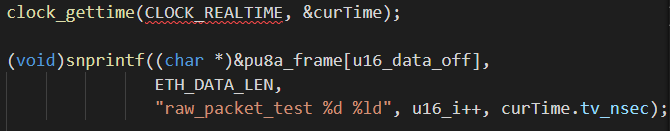 clock_gettime(CLOCK_REALTIME, &curTime);
(void)snprintf((char *)&pu8a_frame[u16_data_off],
ETH_DATA_LEN,
"raw_packet_test %d %ld", u16_i++, curTime.tv_nsec);